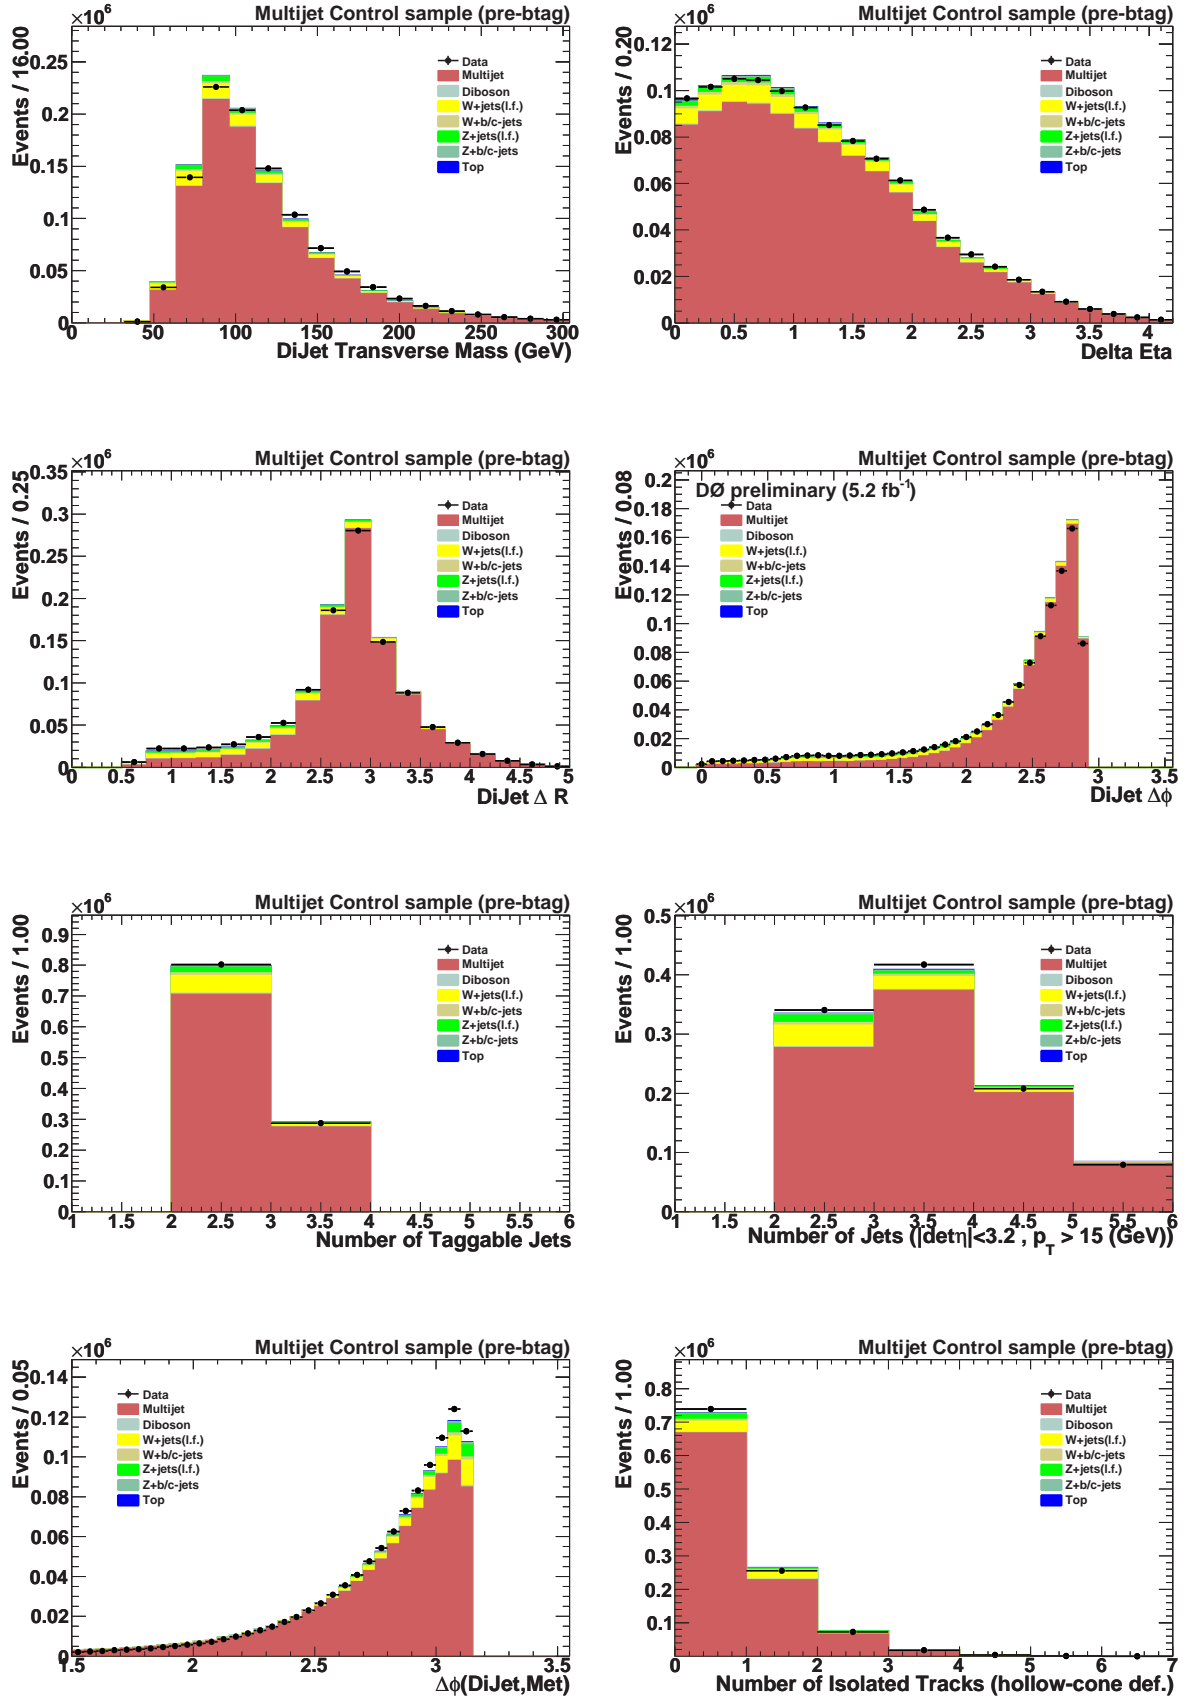 ×10⁶
Multijet Control sample (pre-btag)
Events / 16.00
0.25
0.2
0.15
0.1
0.05
0
Data
Multijet
Diboson
W+jets(l.f.)
W+b/c-jets
Z+jets(l.f.)
Z+b/c-jets
Top
0 50 100 150 200 250 300
DiJet Transverse Mass (GeV)
×10⁶
Multijet Control sample (pre-btag)
Events / 0.20
0.12
0.1
0.08
0.06
0.04
0.02
0
Data
Multijet
Diboson
W+jets(l.f.)
W+b/c-jets
Z+jets(l.f.)
Z+b/c-jets
Top
0 0.5 1 1.5 2 2.5 3 3.5 4
Delta Eta
×10⁶
Multijet Control sample (pre-btag)
Events / 0.25
0.35
0.3
0.25
0.2
0.15
0.1
0.05
0
Data
Multijet
Diboson
W+jets(l.f.)
W+b/c-jets
Z+jets(l.f.)
Z+b/c-jets
Top
0 0.5 1 1.5 2 2.5 3 3.5 4 4.5 5
DiJet Δ R
×10⁶
Multijet Control sample (pre-btag)
Events / 0.08
DØ preliminary (5.2 fb⁻¹)
0.2
0.18
0.16
0.14
0.12
0.1
0.08
0.06
0.04
0.02
0
Data
Multijet
Diboson
W+jets(l.f.)
W+b/c-jets
Z+jets(l.f.)
Z+b/c-jets
Top
0 0.5 1 1.5 2 2.5 3 3.5
DiJet Δϕ
×10⁶
Multijet Control sample (pre-btag)
Events / 1.00
0.9
0.8
0.7
0.6
0.5
0.4
0.3
0.2
0.1
0
Data
Multijet
Diboson
W+jets(l.f.)
W+b/c-jets
Z+jets(l.f.)
Z+b/c-jets
Top
1 1.5 2 2.5 3 3.5 4 4.5 5 5.5 6
Number of Taggable Jets
×10⁶
Multijet Control sample (pre-btag)
Events / 1.00
0.5
0.4
0.3
0.2
0.1
0
Data
Multijet
Diboson
W+jets(l.f.)
W+b/c-jets
Z+jets(l.f.)
Z+b/c-jets
Top
1 1.5 2 2.5 3 3.5 4 4.5 5 5.5 6
Number of Jets (|detη|<3.2 , p_T > 15 (GeV))
×10⁶
Multijet Control sample (pre-btag)
Events / 0.05
0.14
0.12
0.1
0.08
0.06
0.04
0.02
0
Data
Multijet
Diboson
W+jets(l.f.)
W+b/c-jets
Z+jets(l.f.)
Z+b/c-jets
Top
1.5 2 2.5 3 3.5
Δϕ(DiJet,Met)
×10⁶
Multijet Control sample (pre-btag)
Events / 1.00
0.8
0.7
0.6
0.5
0.4
0.3
0.2
0.1
Data
Multijet
Diboson
W+jets(l.f.)
W+b/c-jets
Z+jets(l.f.)
Z+b/c-jets
Top
0 1 2 3 4 5 6 7
Number of Isolated Tracks (hollow-cone def.)